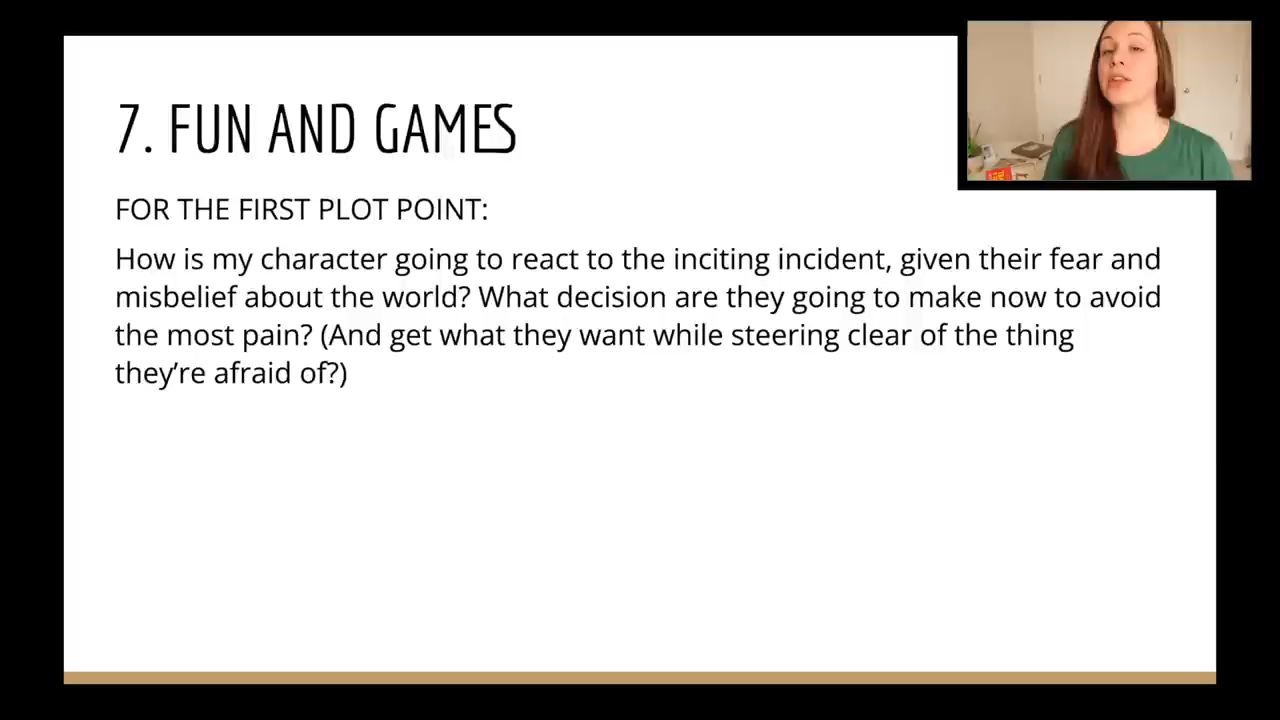 7. FUN AND GAMES
FOR THE FIRST PLOT POINT:
How is my character going to react to the inciting incident, given their fear and
misbelief about the world? What decision are they going to make now to avoid
the most pain? (And get what they want while steering clear of the thing
they’re afraid of?)